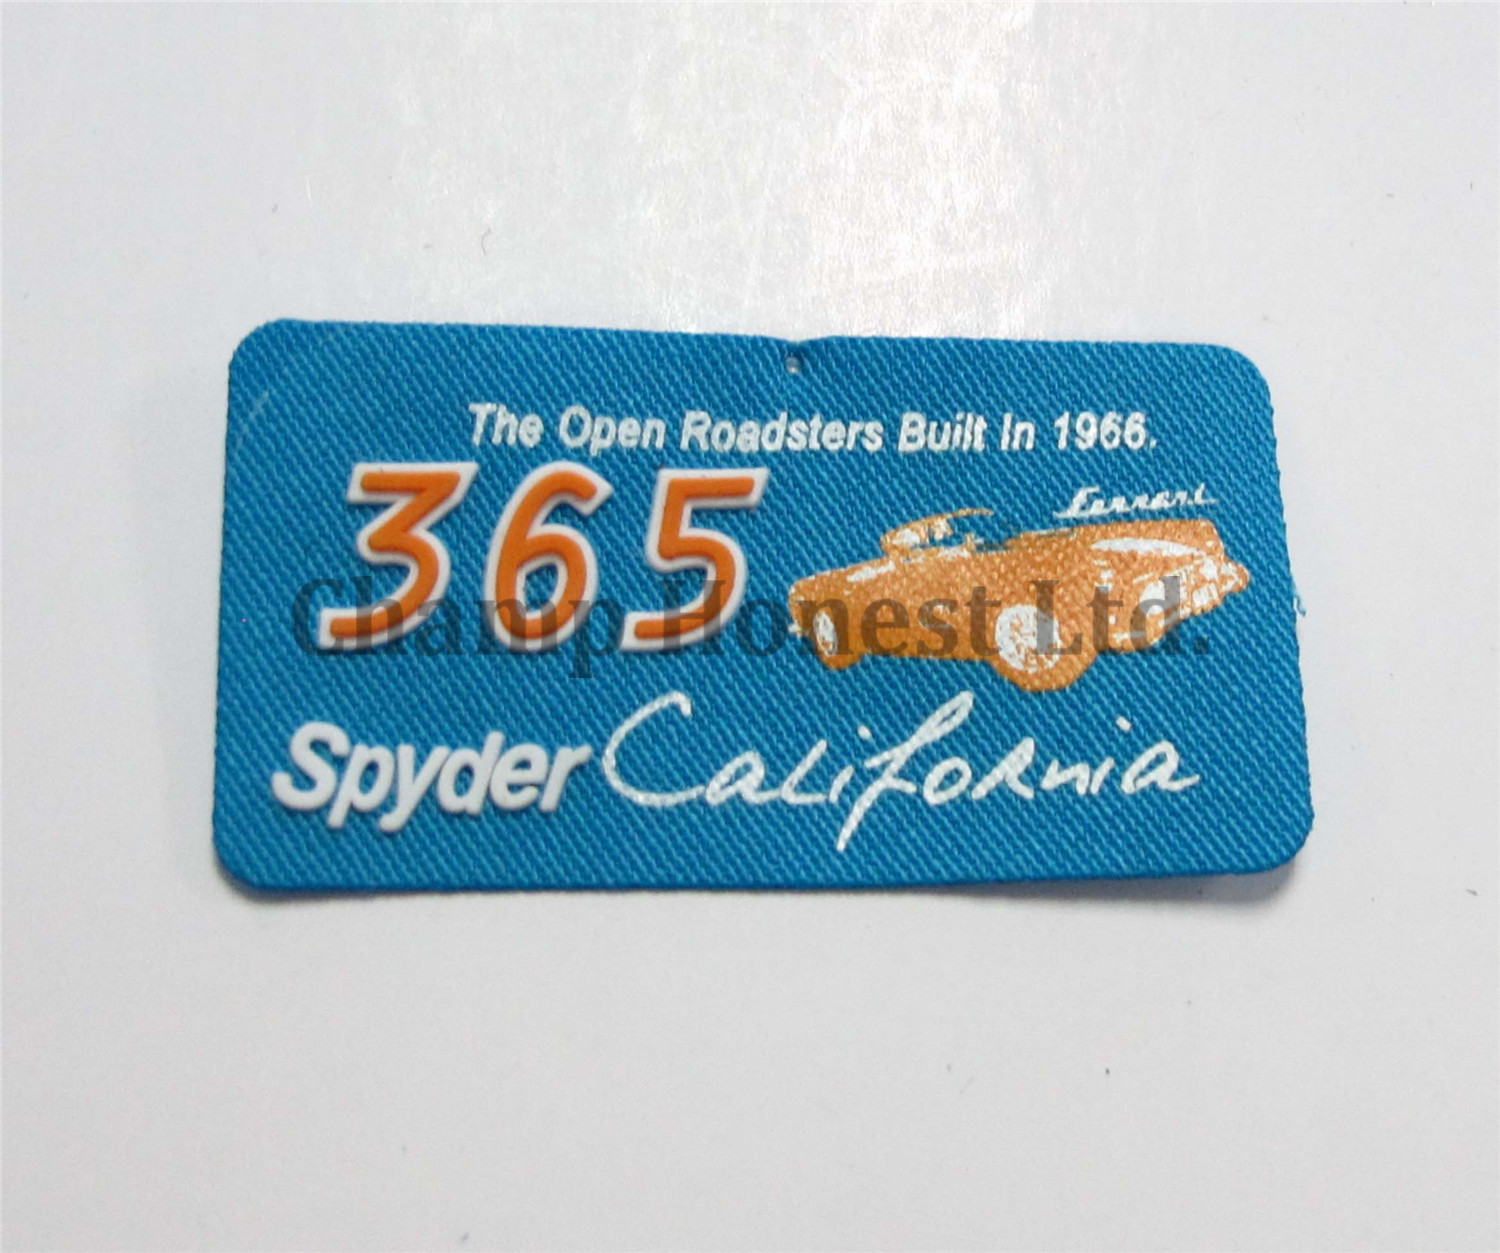 The Open Roadsters Built In 1966.
365
Ferrari
Champ Honest Ltd.
Spyder California